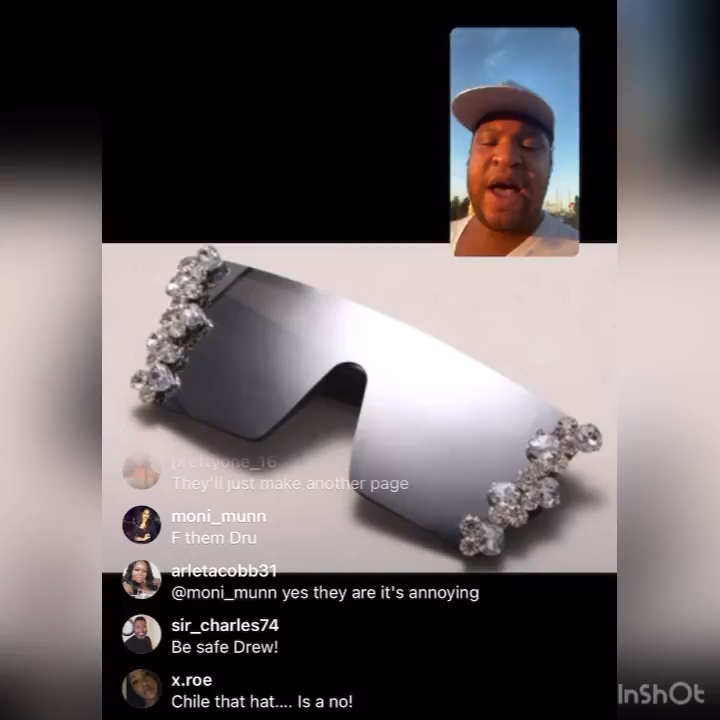 prettyone_16
They'll just make another page
moni_munn
F them Dru
arletacobb31
@moni_munn yes they are it's annoying
sir_charles74
Be safe Drew!
x.roe
Chile that hat.... Is a no!
InShOt